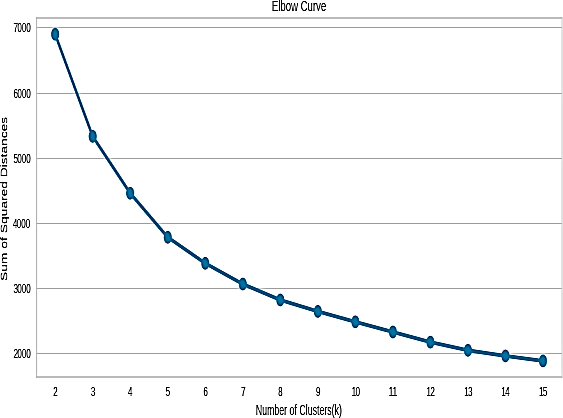 Elbow Curve
7000
6000
5000
4000
3000
2000
Sum of Squared Distances
2 3 4 5 6 7 8 9 10 11 12 13 14 15
Number of Clusters(k)